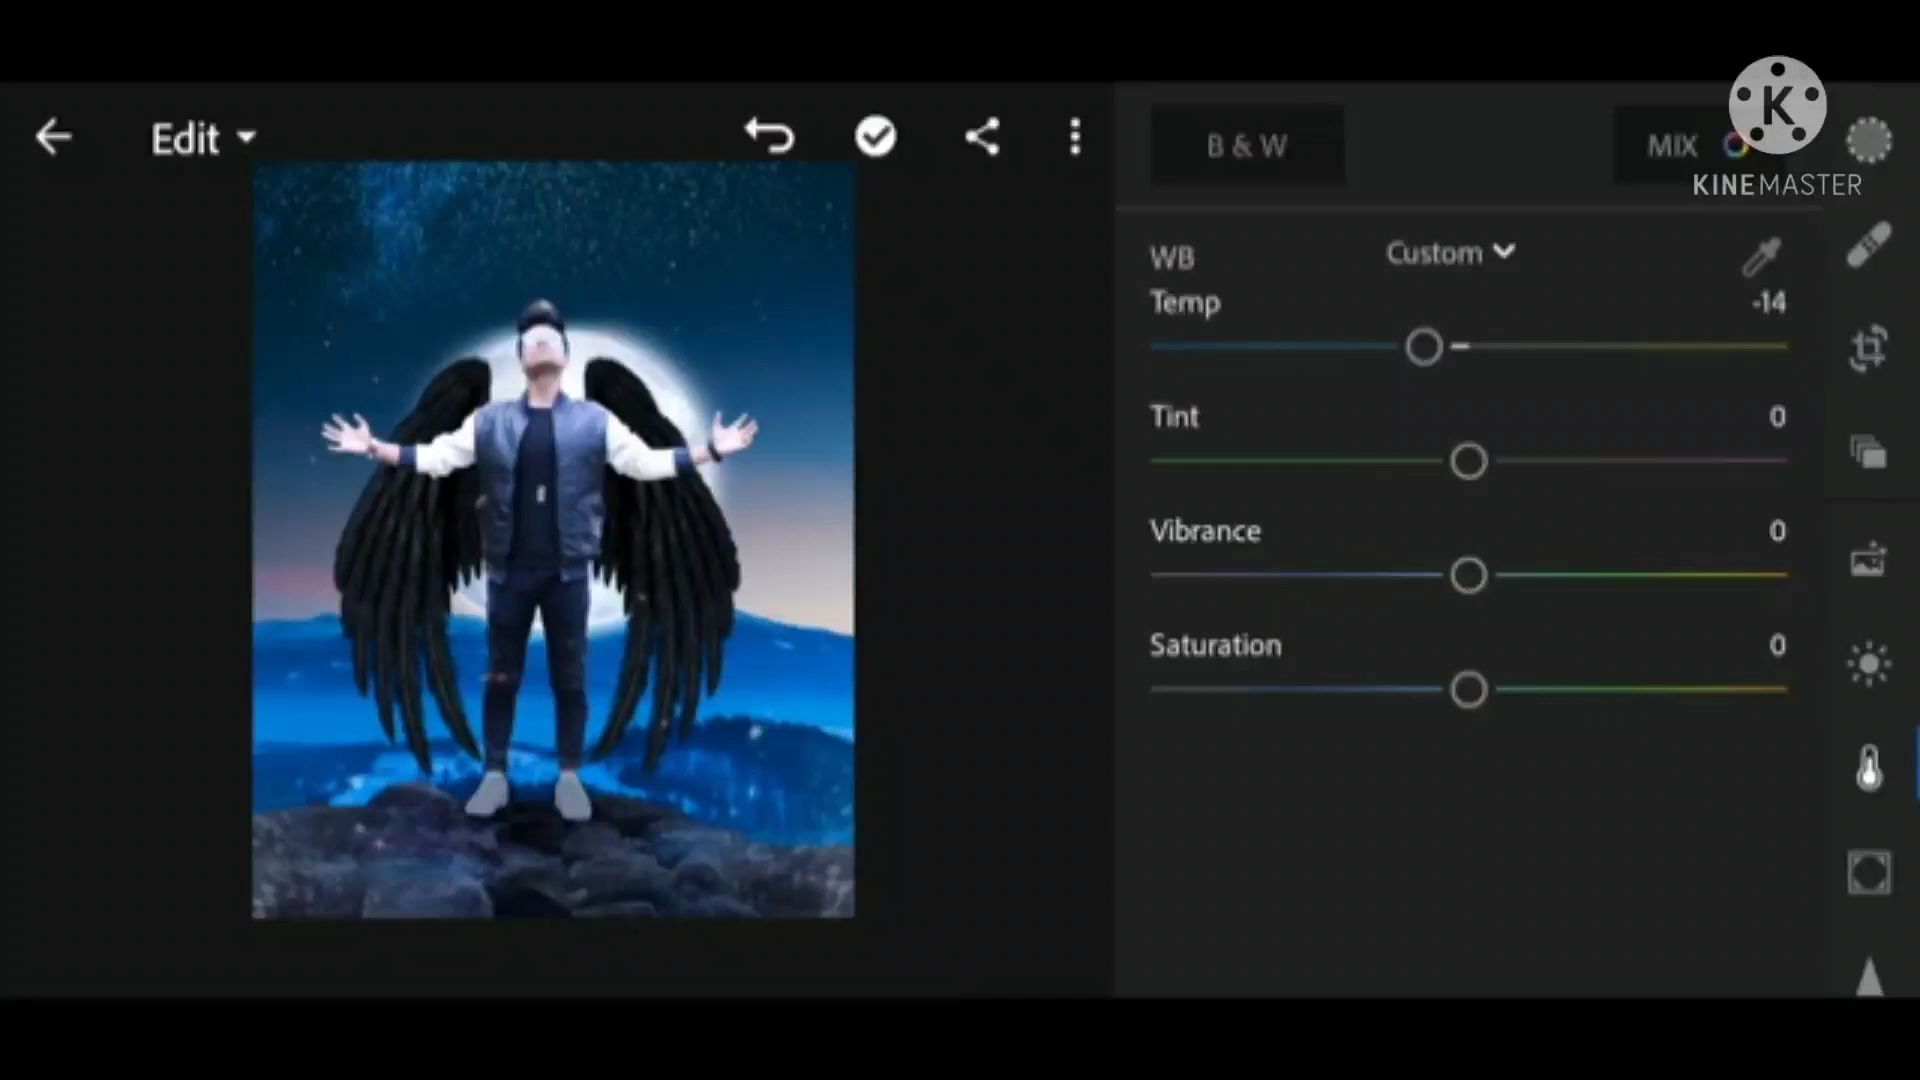 Edit
B & W
MIX
K
KINEMASTER
WB
Custom
Temp
-14
Tint
0
Vibrance
0
Saturation
0